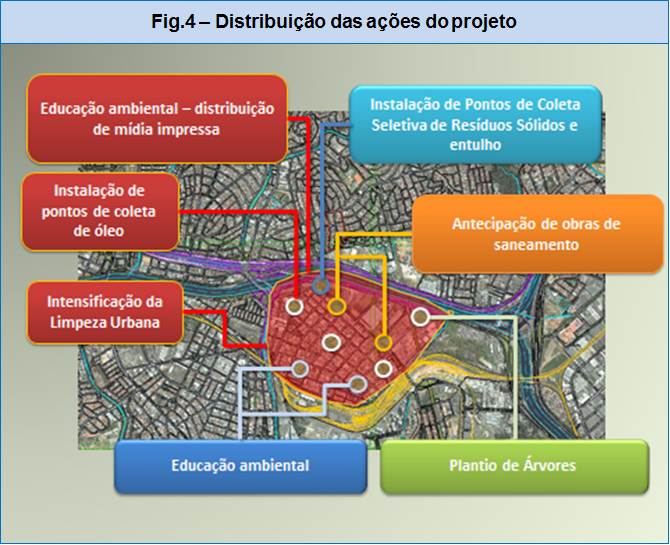 Fig.4 – Distribuição das ações do projeto
Educação ambiental – distribuição
de mídia impressa
Instalação de Pontos de Coleta
Seletiva de Resíduos Sólidos e
entulho
Instalação de
pontos de coleta
de óleo
Antecipação de obras de
saneamento
Intensificação da
Limpeza Urbana
Educação ambiental
Plantio de Árvores